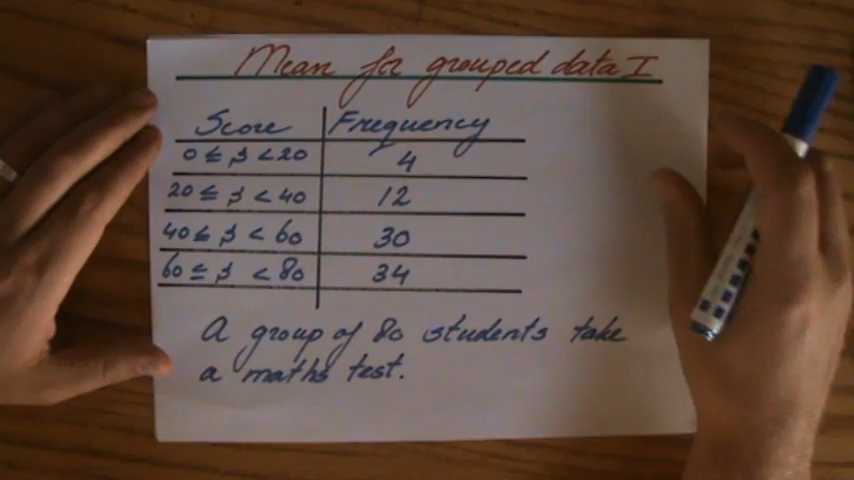 Mean for grouped data I
Score Frequency
0 ≤ s < 20 4
20 ≤ s < 40 12
40 ≤ s < 60 30
60 ≤ s < 80 34
A group of 80 students take
a maths test.